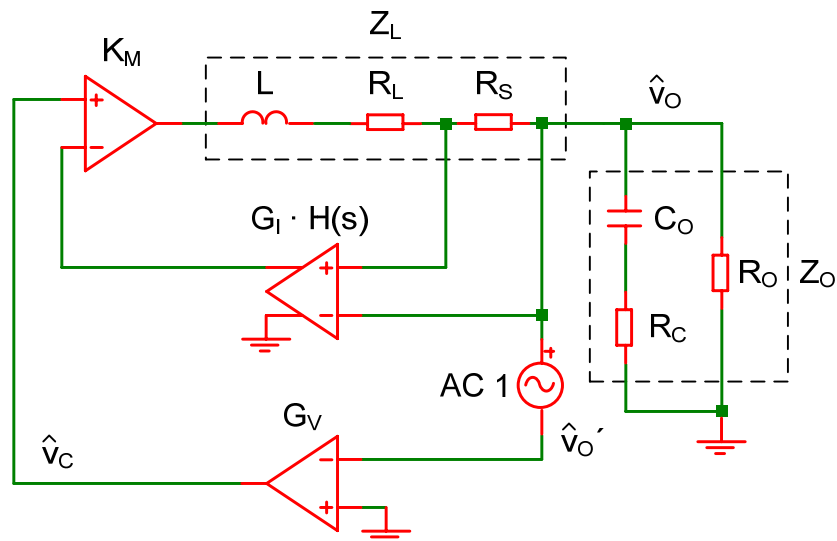 Z_L
K_M
L
R_L
R_S
v̂_O
+
−
G_I · H(s)
C_O
+
R_O
Z_O
−
R_C
+
AC 1
G_V
v̂_O´
v̂_C
−
+